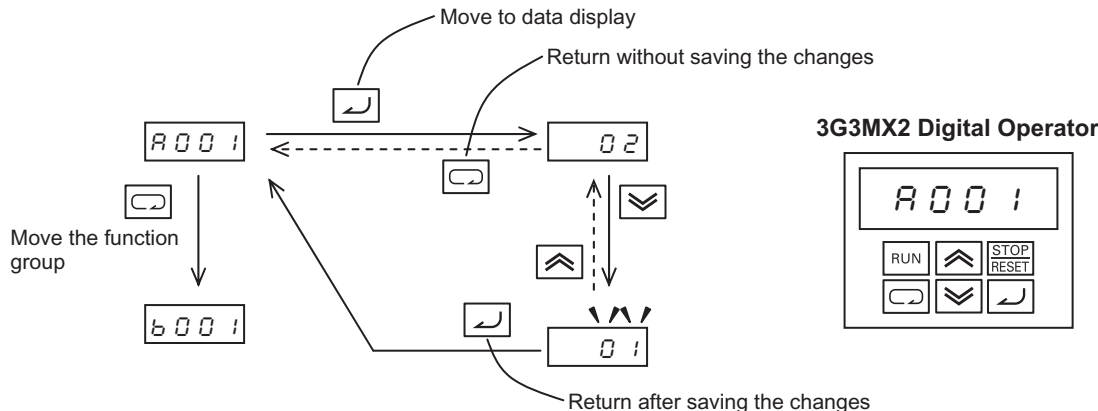 Move to data display
Return without saving the changes
A001
02
3G3MX2 Digital Operator
A001
Move the function
group
RUN
STOP
RESET
b001
01
Return after saving the changes